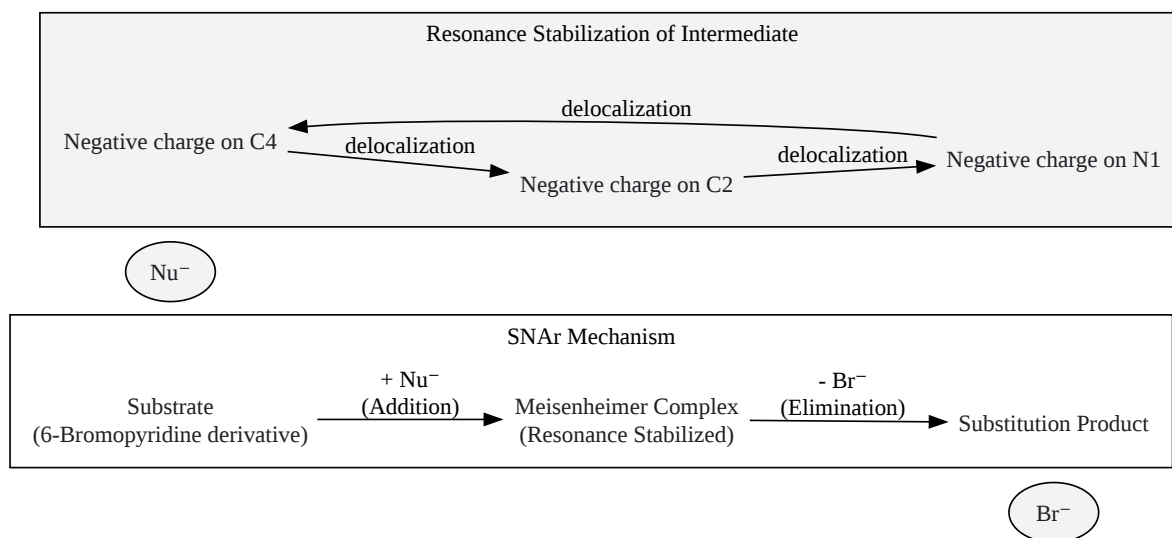 Resonance Stabilization of Intermediate
delocalization
Negative charge on C4
delocalization
Negative charge on C2
delocalization
Negative charge on N1
Nu⁻
SNAr Mechanism
Substrate
(6-Bromopyridine derivative)
+ Nu⁻
(Addition)
Meisenheimer Complex
(Resonance Stabilized)
- Br⁻
(Elimination)
Substitution Product
Br⁻